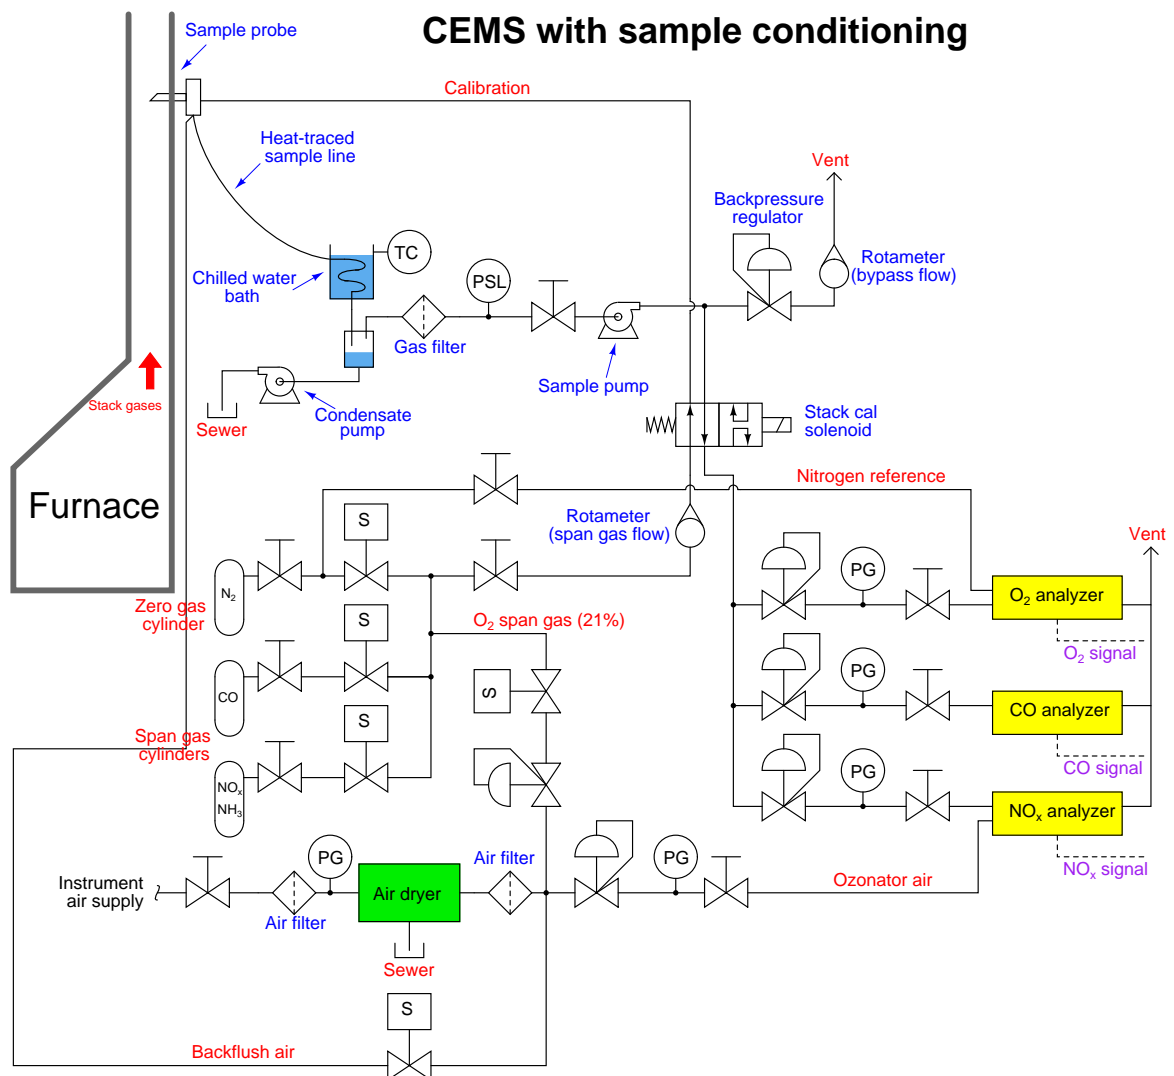 CEMS with sample conditioning
Sample probe
Calibration
Heat-traced
sample line
Vent
Backpressure
regulator
Rotameter
(bypass flow)
TC
Chilled water
bath
PSL
Gas filter
Sample pump
Stack gases
Condensate
pump
Sewer
Stack cal
solenoid
Nitrogen reference
Furnace
S
Rotameter
(span gas flow)
Vent
N₂
PG
O₂ analyzer
Zero gas
cylinder
S
O₂ span gas (21%)
O₂ signal
CO
S
PG
CO analyzer
Span gas
cylinders
S
CO signal
NOₓ
NH₃
PG
NOₓ analyzer
NOₓ signal
Instrument
air supply
Air filter
PG
Air dryer
Air filter
PG
Ozonator air
Sewer
S
Backflush air